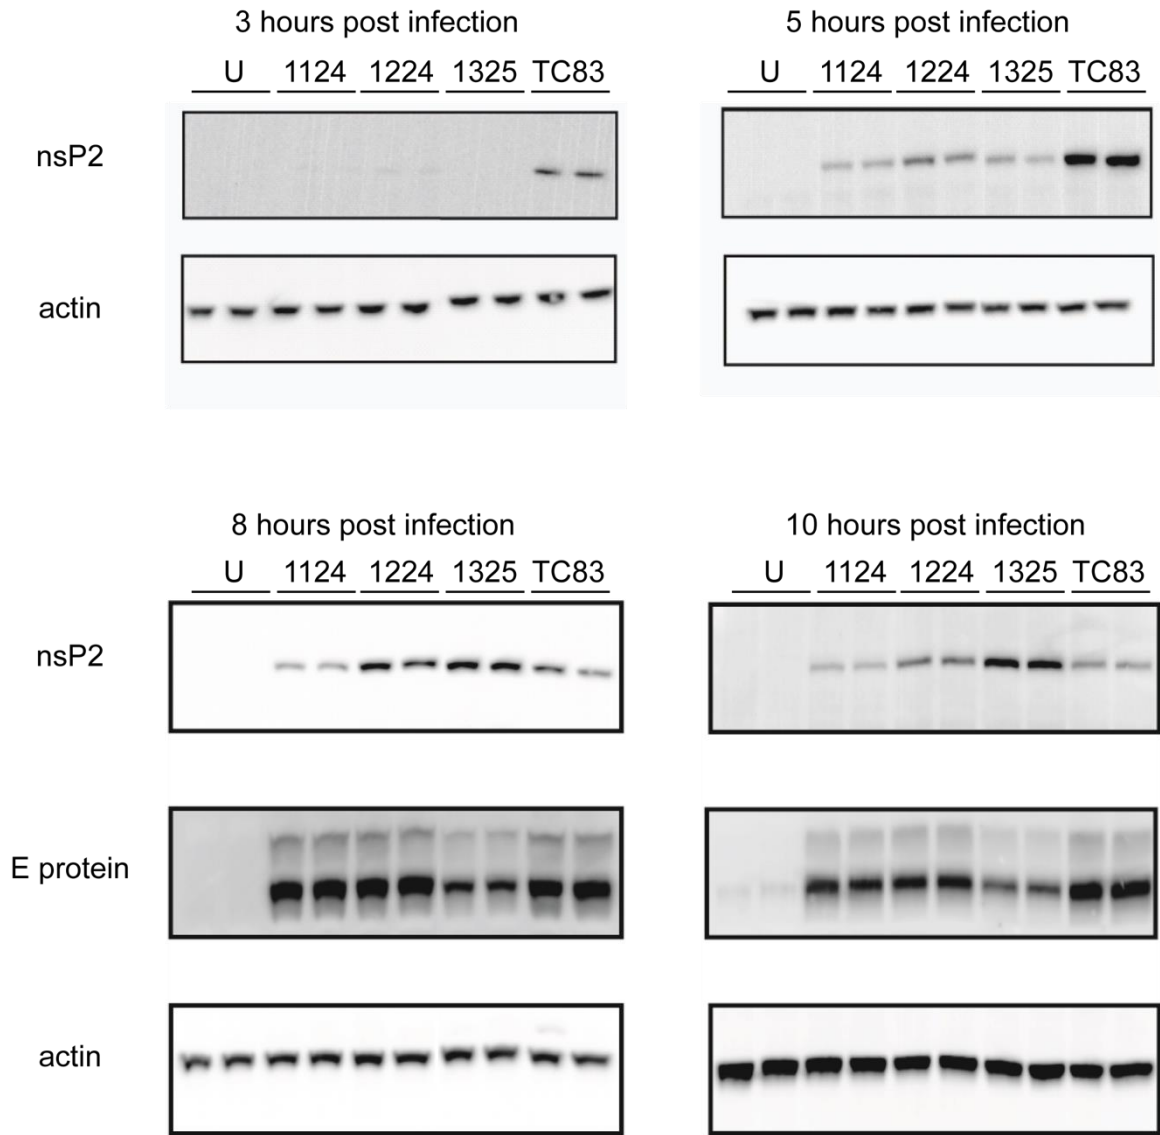 3 hours post infection
U 1124 1224 1325 TC83
nsP2
actin
5 hours post infection
U 1124 1224 1325 TC83
8 hours post infection
U 1124 1224 1325 TC83
nsP2
E protein
actin
10 hours post infection
U 1124 1224 1325 TC83